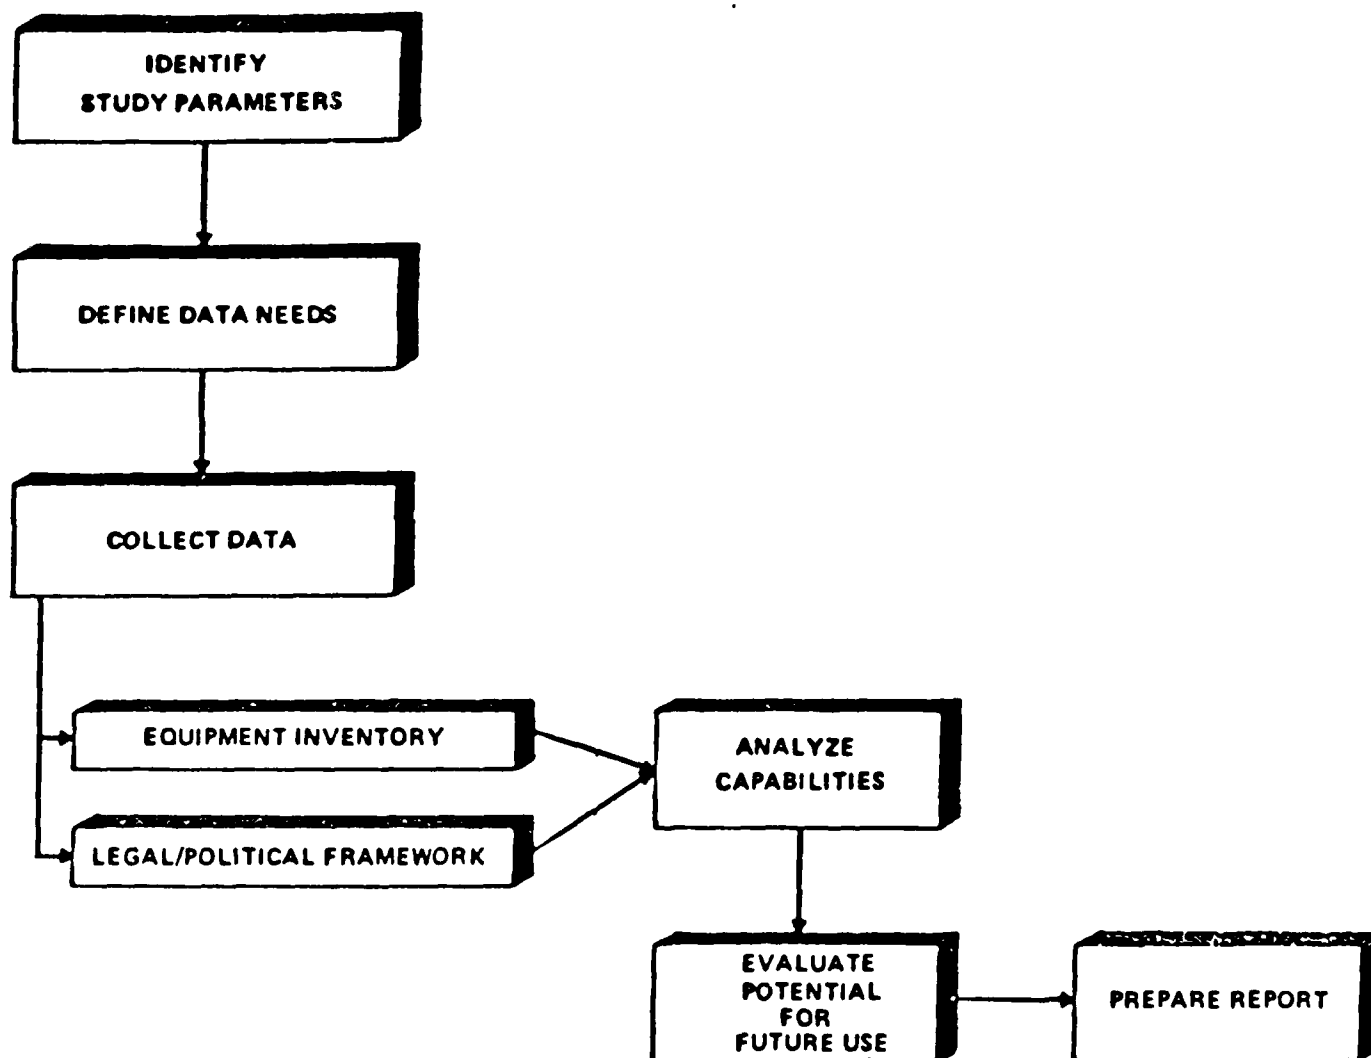 IDENTIFY
STUDY PARAMETERS
DEFINE DATA NEEDS
COLLECT DATA
EQUIPMENT INVENTORY
LEGAL/POLITICAL FRAMEWORK
ANALYZE
CAPABILITIES
EVALUATE
POTENTIAL
FOR
FUTURE USE
PREPARE REPORT